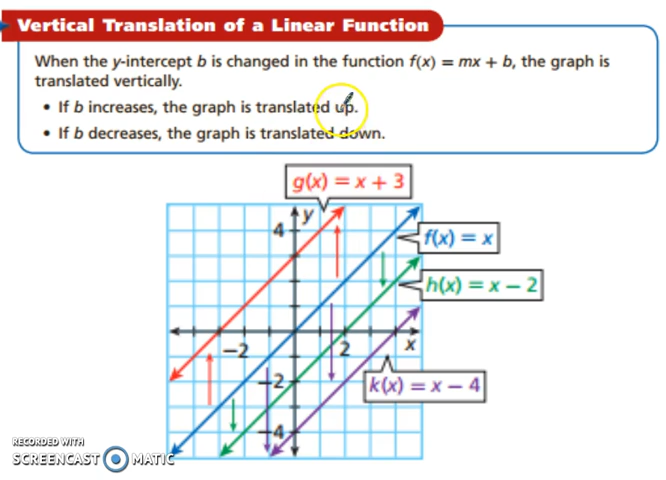 Vertical Translation of a Linear Function
When the y-intercept b is changed in the function f(x) = mx + b, the graph is
translated vertically.
• If b increases, the graph is translated up.
• If b decreases, the graph is translated down.
g(x) = x + 3
y
4
f(x) = x
h(x) = x − 2
−2
2
x
−2
k(x) = x − 4
−4
RECORDED WITH
SCREENCAST MATIC